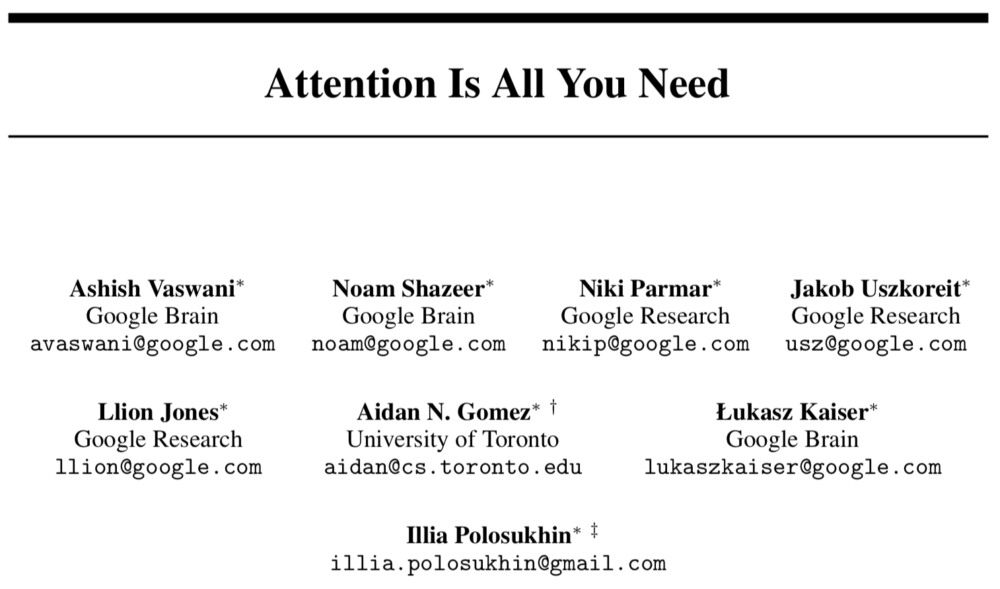 Attention Is All You Need
Ashish Vaswani* Noam Shazeer* Niki Parmar* Jakob Uszkoreit*
Google Brain Google Brain Google Research Google Research
avaswani@google.com noam@google.com nikip@google.com usz@google.com
Llion Jones* Aidan N. Gomez* † Łukasz Kaiser*
Google Research University of Toronto Google Brain
llion@google.com aidan@cs.toronto.edu lukaszkaiser@google.com
Illia Polosukhin* ‡
illia.polosukhin@gmail.com